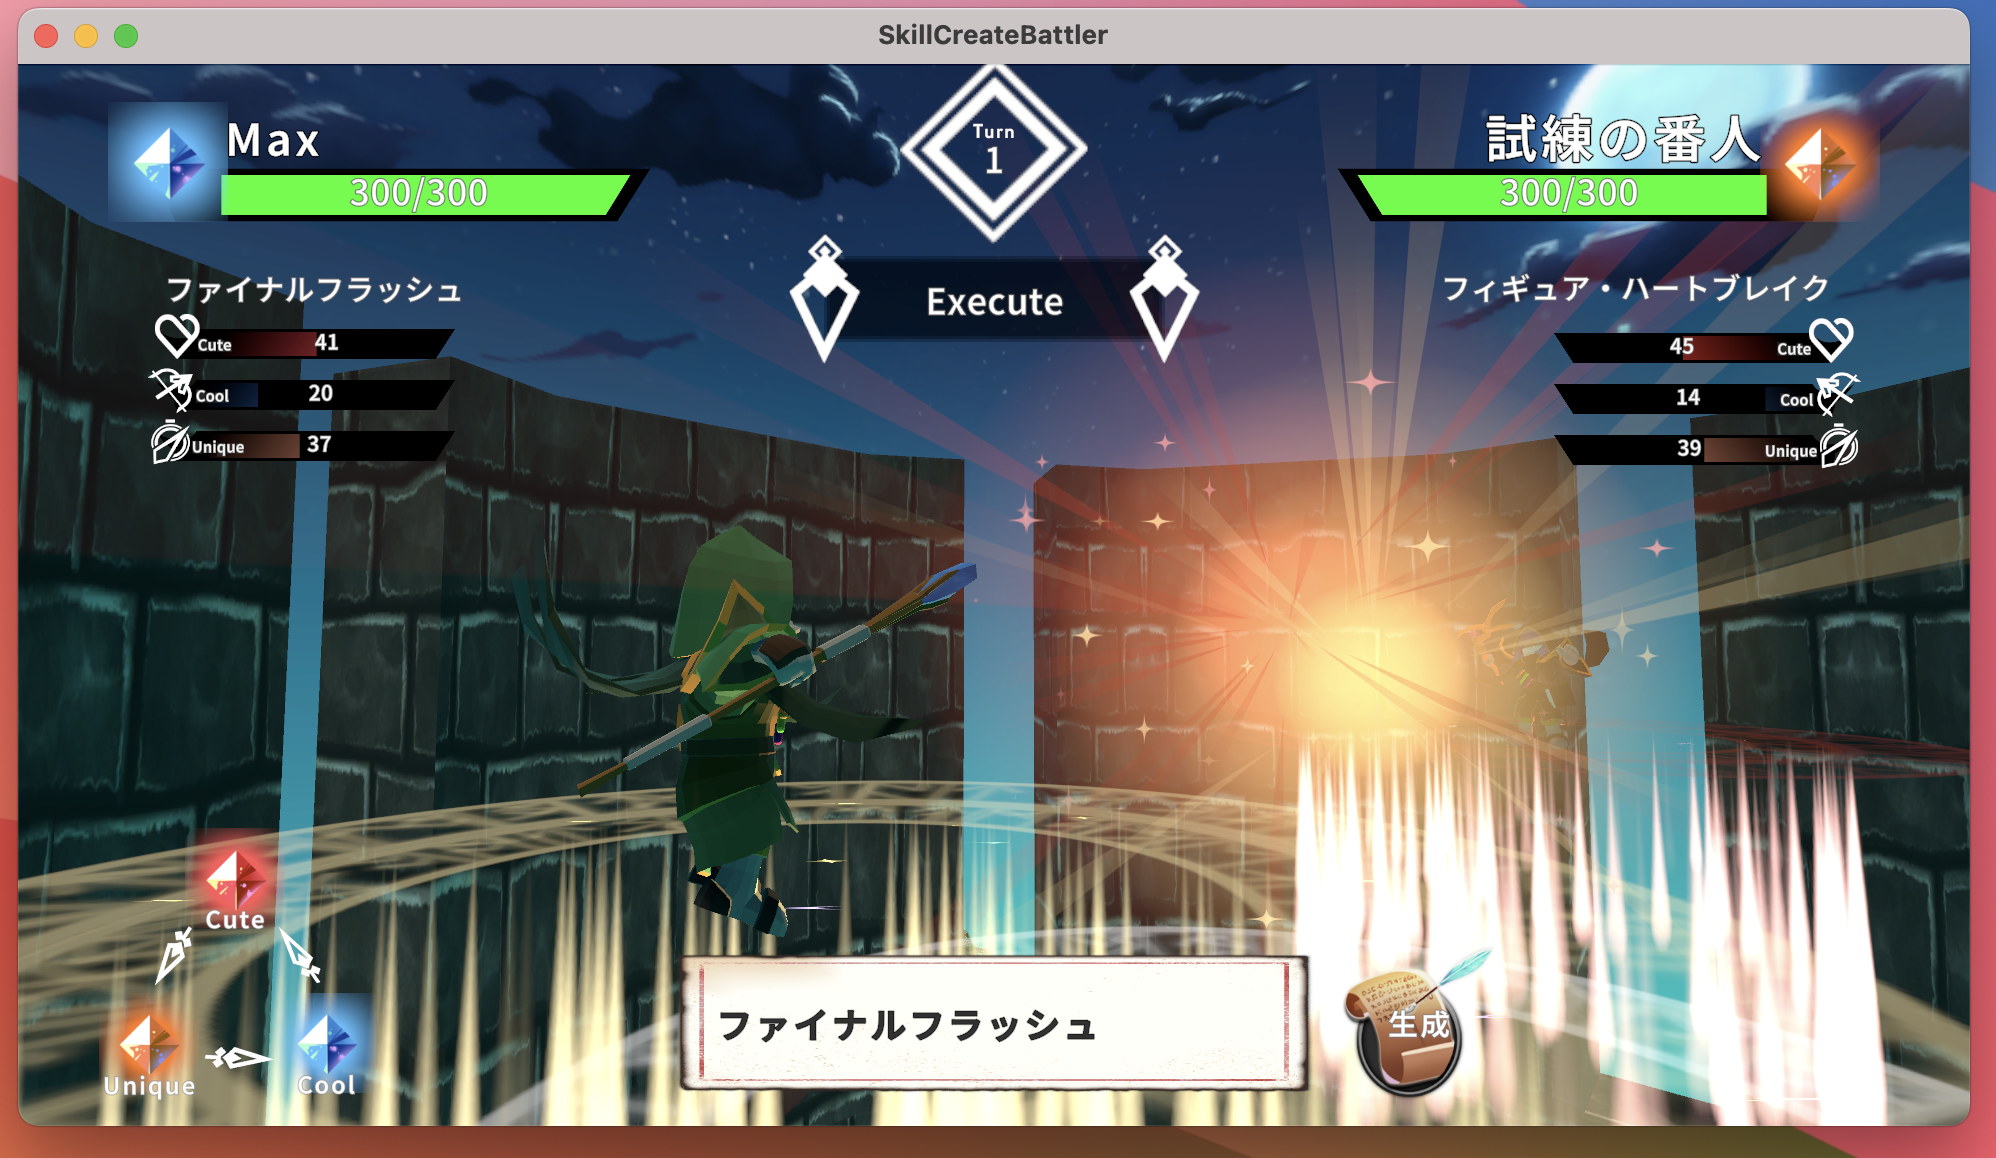 SkillCreateBattler
Max
300/300
Turn
1
試練の番人
300/300
Execute
ファイナルフラッシュ
Cute 41
Cool 20
Unique 37
フィギュア・ハートブレイク
45 Cute
14 Cool
39 Unique
Cute
Unique
Cool
ファイナルフラッシュ
生成